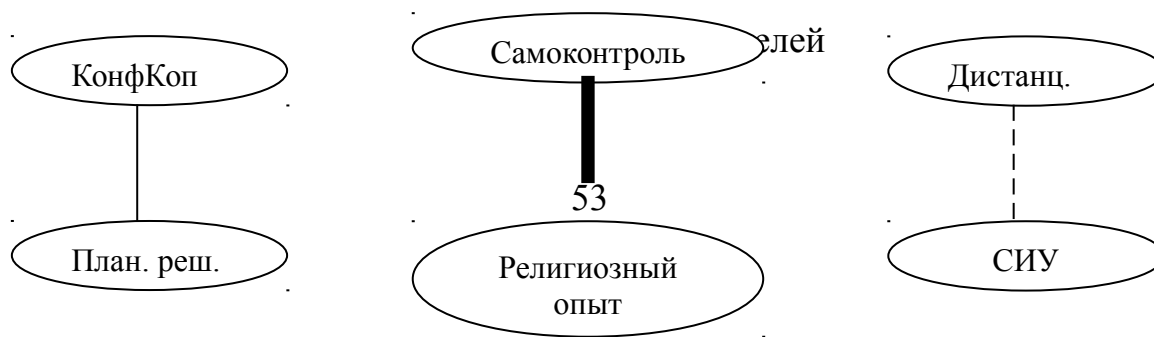 КонфКоп
Самоконтроль
елей
Дистанц.
53
План. реш.
Религиозный
опыт
СИУ